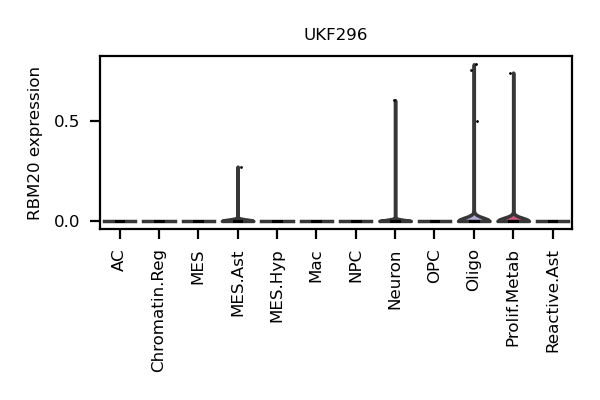 UKF296
RBM20 expression
0.5
0.0
AC
Chromatin.Reg
MES
MES.Ast
MES.Hyp
Mac
NPC
Neuron
OPC
Oligo
Prolif.Metab
Reactive.Ast